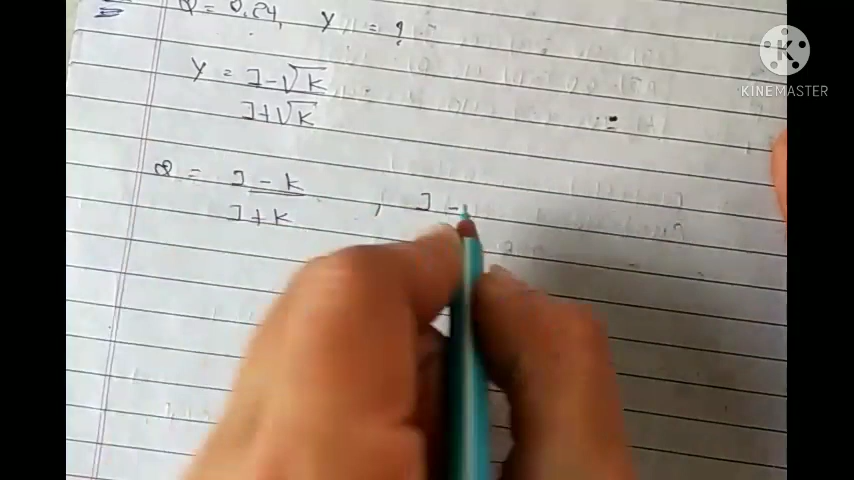 Q = 0.24, Y = ?
Y = 1-√K
1+√K
Q = 1 - K
1 + K , 1 -
K
KINEMASTER